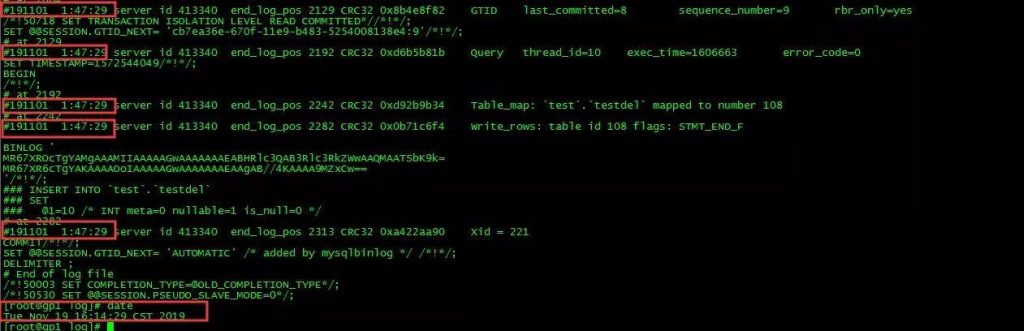 #191101  1:47:29 server id 413340  end_log_pos 2129 CRC32 0x8b4e8f82    GTID    last_committed=8        sequence_number=9       rbr_only=yes
/*!50718 SET TRANSACTION ISOLATION LEVEL READ COMMITTED*//*!*/;
SET @@SESSION.GTID_NEXT= 'cb7ea36e-670f-11e9-b483-5254008138e4:9'/*!*/;
# at 2129
#191101  1:47:29 server id 413340  end_log_pos 2192 CRC32 0xd6b5b81b    Query   thread_id=10    exec_time=1606663       error_code=0
SET TIMESTAMP=1572544049/*!*/;
BEGIN
/*!*/;
# at 2192
#191101  1:47:29 server id 413340  end_log_pos 2242 CRC32 0xd92b9b34    Table_map: `test`.`testdel` mapped to number 108
# at 2242
#191101  1:47:29 server id 413340  end_log_pos 2282 CRC32 0x0b71c6f4    Write_rows: table id 108 flags: STMT_END_F
BINLOG '
MR67XROcTgYAMgAAAMIIAAAAAGwAAAAAAAEABHRlc3QAB3Rlc3RkZWwAAQMAATSbK9k=
MR67XR6cTgYAKAAAAOoIAAAAAGwAAAAAAAEAAgAB//4KAAAA9MZxCw==
'/*!*/;
### INSERT INTO `test`.`testdel`
### SET
###   @1=10 /* INT meta=0 nullable=1 is_null=0 */
# at 2282
#191101  1:47:29 server id 413340  end_log_pos 2313 CRC32 0xa422aa90    Xid = 221
COMMIT/*!*/;
SET @@SESSION.GTID_NEXT= 'AUTOMATIC' /* added by mysqlbinlog */ /*!*/;
DELIMITER ;
# End of log file
/*!50003 SET COMPLETION_TYPE=@OLD_COMPLETION_TYPE*/;
/*!50530 SET @@SESSION.PSEUDO_SLAVE_MODE=0*/;
[root@gp1 log]# date
Tue Nov 19 16:14:29 CST 2019
[root@gp1 log]#